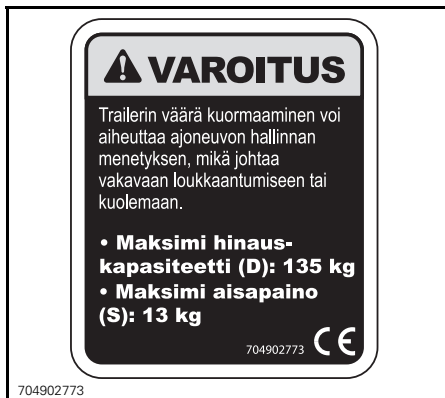 VAROITUS
Trailerin väärä kuormaaminen voi
aiheuttaa ajoneuvon hallinnan
menetyksen, mikä johtaa
vakavaan loukkaantumiseen tai
kuolemaan.
• Maksimi hinaus-
kapasiteetti (D): 135 kg
• Maksimi aisapaino
(S): 13 kg
704902773 CE
704902773